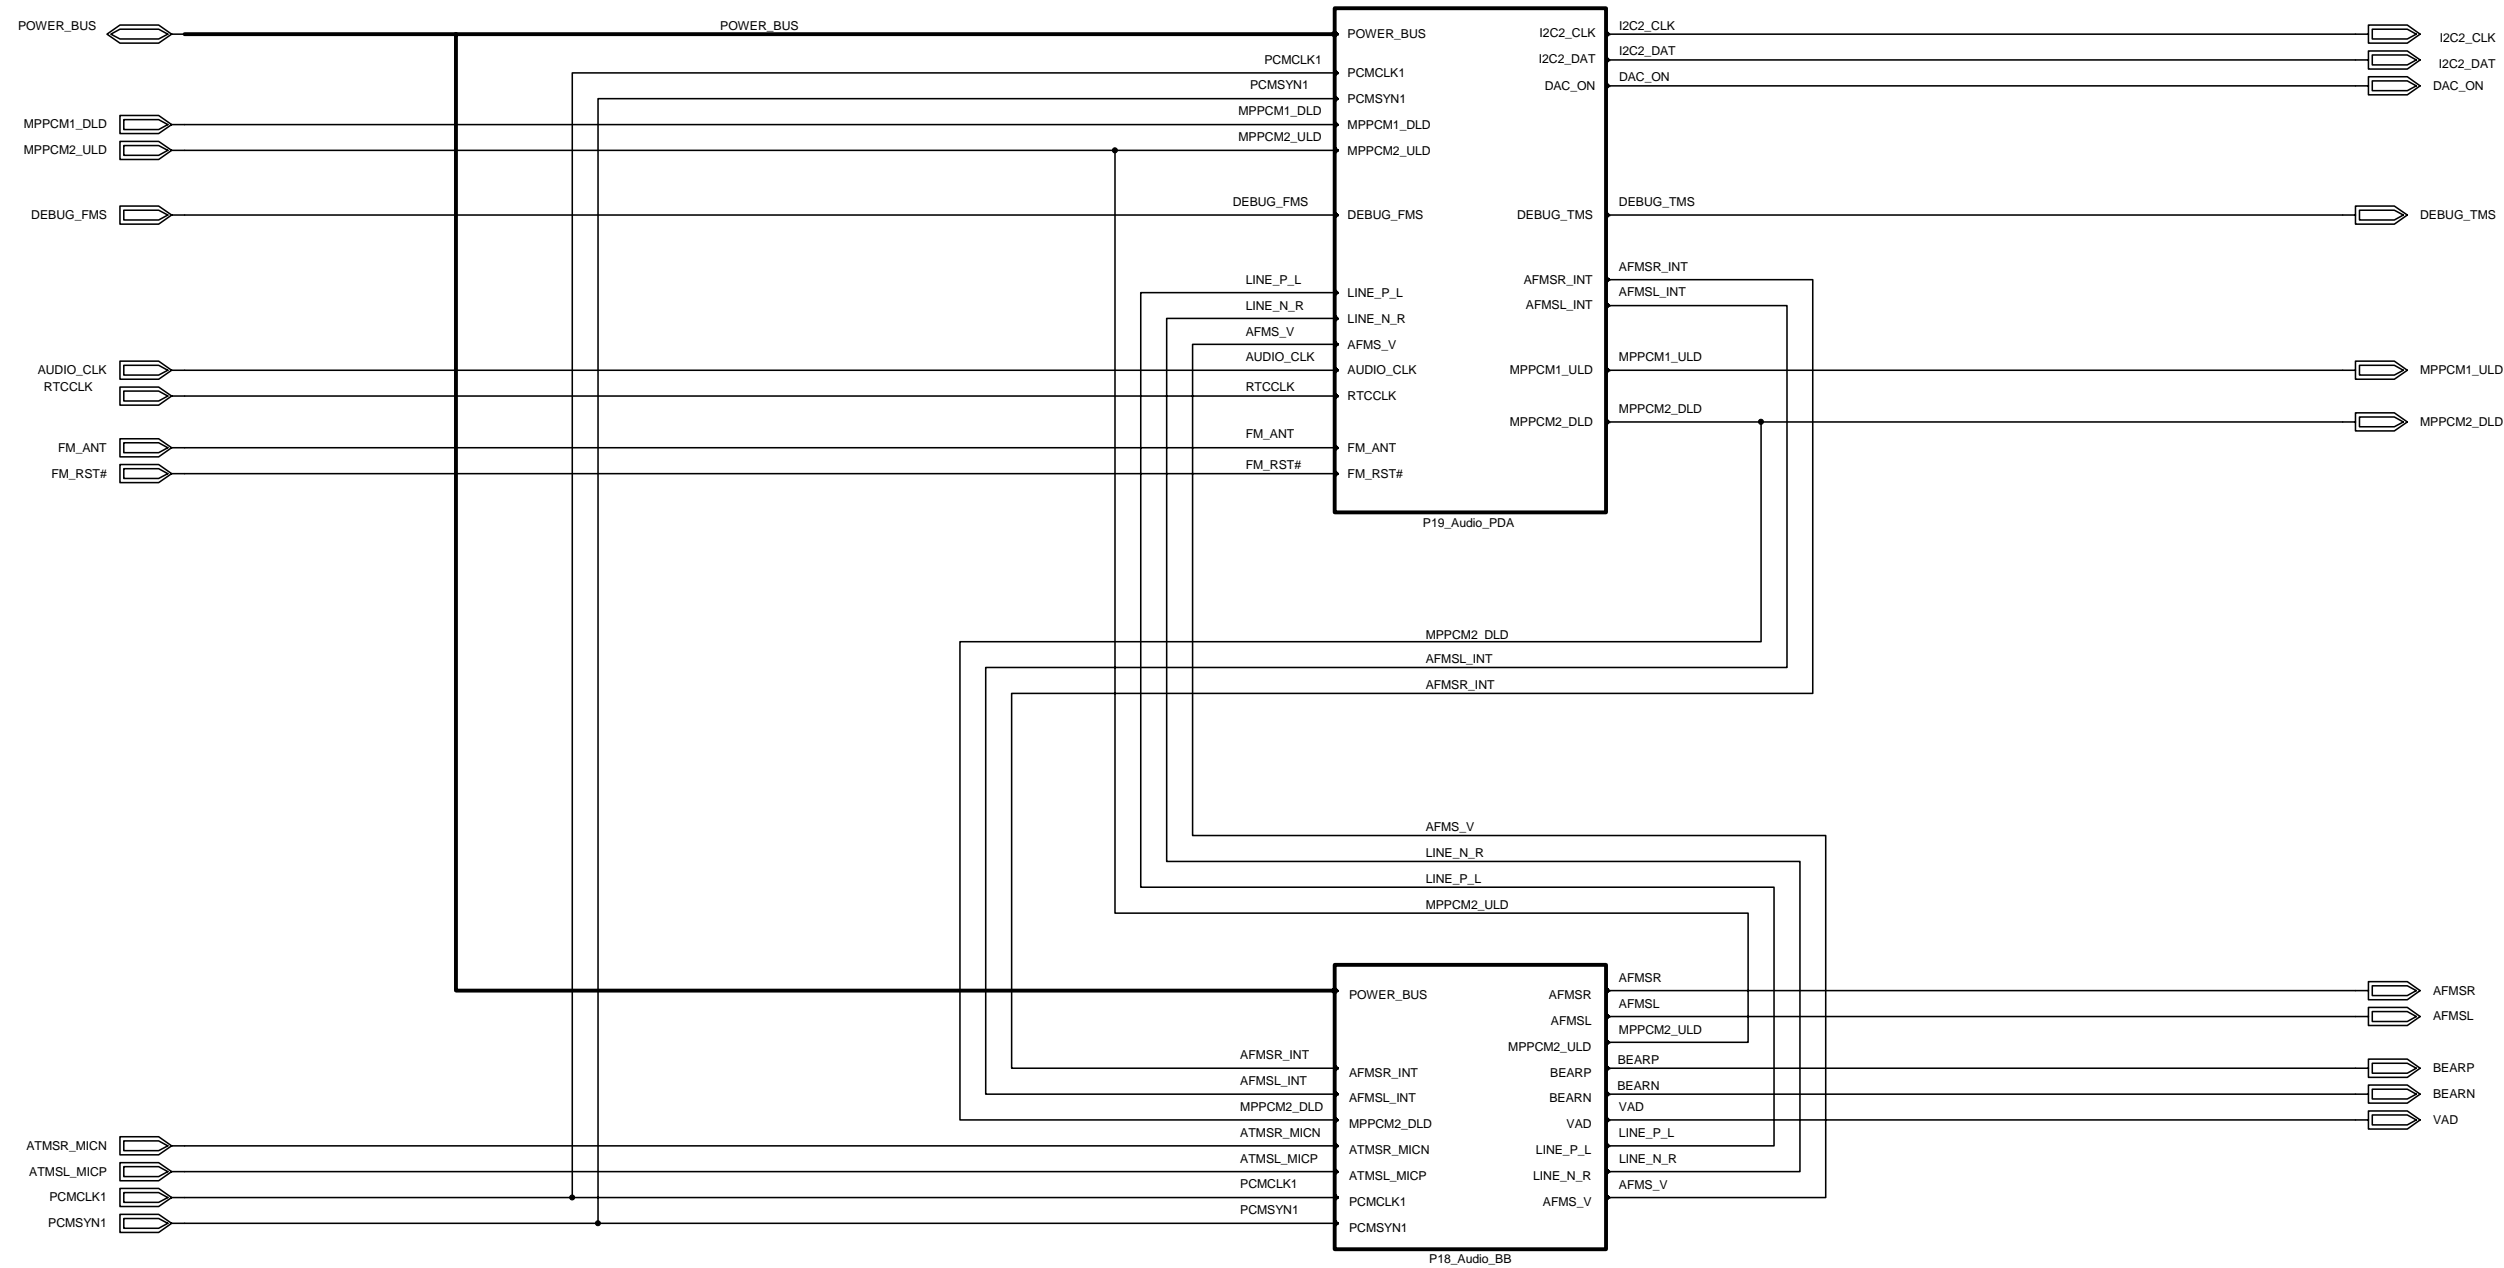 POWER_BUS
POWER_BUS
POWER_BUS
I2C2_CLK
I2C2_CLK
I2C2_CLK
I2C2_DAT
I2C2_DAT
I2C2_DAT
PCMCLK1
PCMCLK1
DAC_ON
DAC_ON
DAC_ON
PCMSYN1
PCMSYN1
MPPCM1_DLD
MPPCM1_DLD
MPPCM1_DLD
MPPCM2_ULD
MPPCM2_ULD
MPPCM2_ULD
DEBUG_FMS
DEBUG_FMS
DEBUG_FMS
DEBUG_TMS
DEBUG_TMS
DEBUG_TMS
AFMSR_INT
AFMSR_INT
LINE_P_L
LINE_P_L
AFMSL_INT
AFMSL_INT
LINE_N_R
LINE_N_R
AFMS_V
AFMS_V
AUDIO_CLK
AUDIO_CLK
AUDIO_CLK
MPPCM1_ULD
MPPCM1_ULD
MPPCM1_ULD
RTCCLK
RTCCLK
RTCCLK
MPPCM2_DLD
MPPCM2_DLD
MPPCM2_DLD
FM_ANT
FM_ANT
FM_ANT
FM_RST#
FM_RST#
FM_RST#
P19_Audio_PDA
MPPCM2_DLD
AFMSL_INT
AFMSR_INT
AFMS_V
LINE_N_R
LINE_P_L
MPPCM2_ULD
POWER_BUS
AFMSR
AFMSR
AFMSR
AFMSL
AFMSL
AFMSL
MPPCM2_ULD
MPPCM2_ULD
AFMSR_INT
AFMSR_INT
BEARP
BEARP
BEARP
AFMSL_INT
AFMSL_INT
BEARN
BEARN
BEARN
MPPCM2_DLD
MPPCM2_DLD
VAD
VAD
VAD
ATMSR_MICN
ATMSR_MICN
ATMSR_MICN
LINE_P_L
LINE_P_L
ATMSL_MICP
ATMSL_MICP
ATMSL_MICP
LINE_N_R
LINE_N_R
PCMCLK1
PCMCLK1
PCMCLK1
AFMS_V
AFMS_V
PCMSYN1
PCMSYN1
PCMSYN1
P18_Audio_BB